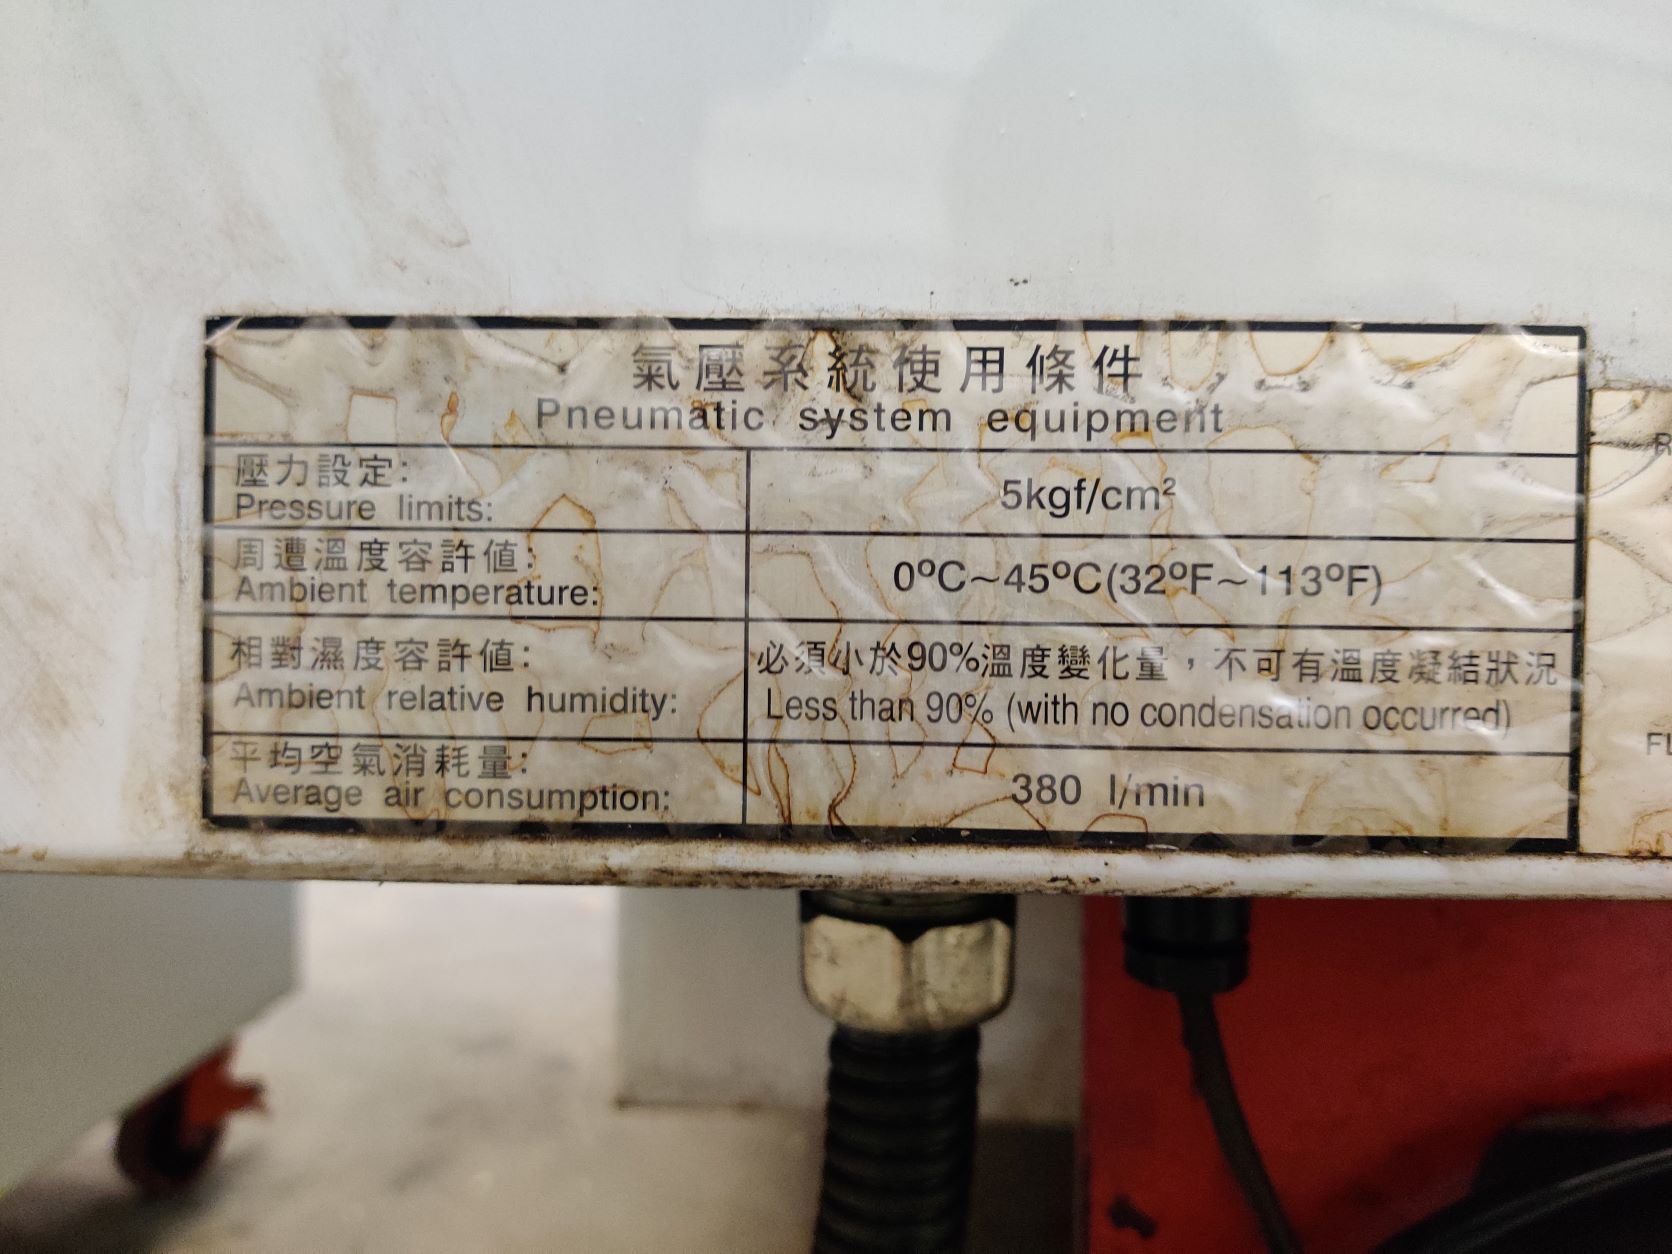 氣壓系統使用條件
Pneumatic system equipment
壓力設定:
Pressure limits:
5kgf/cm²
周遭溫度容許值:
Ambient temperature:
0ºC~45ºC(32ºF~113ºF)
相對濕度容許值:
Ambient relative humidity:
必須小於90%溫度變化量，不可有溫度凝結狀況
Less than 90% (with no condensation occurred)
平均空氣消耗量:
Average air consumption:
380 l/min